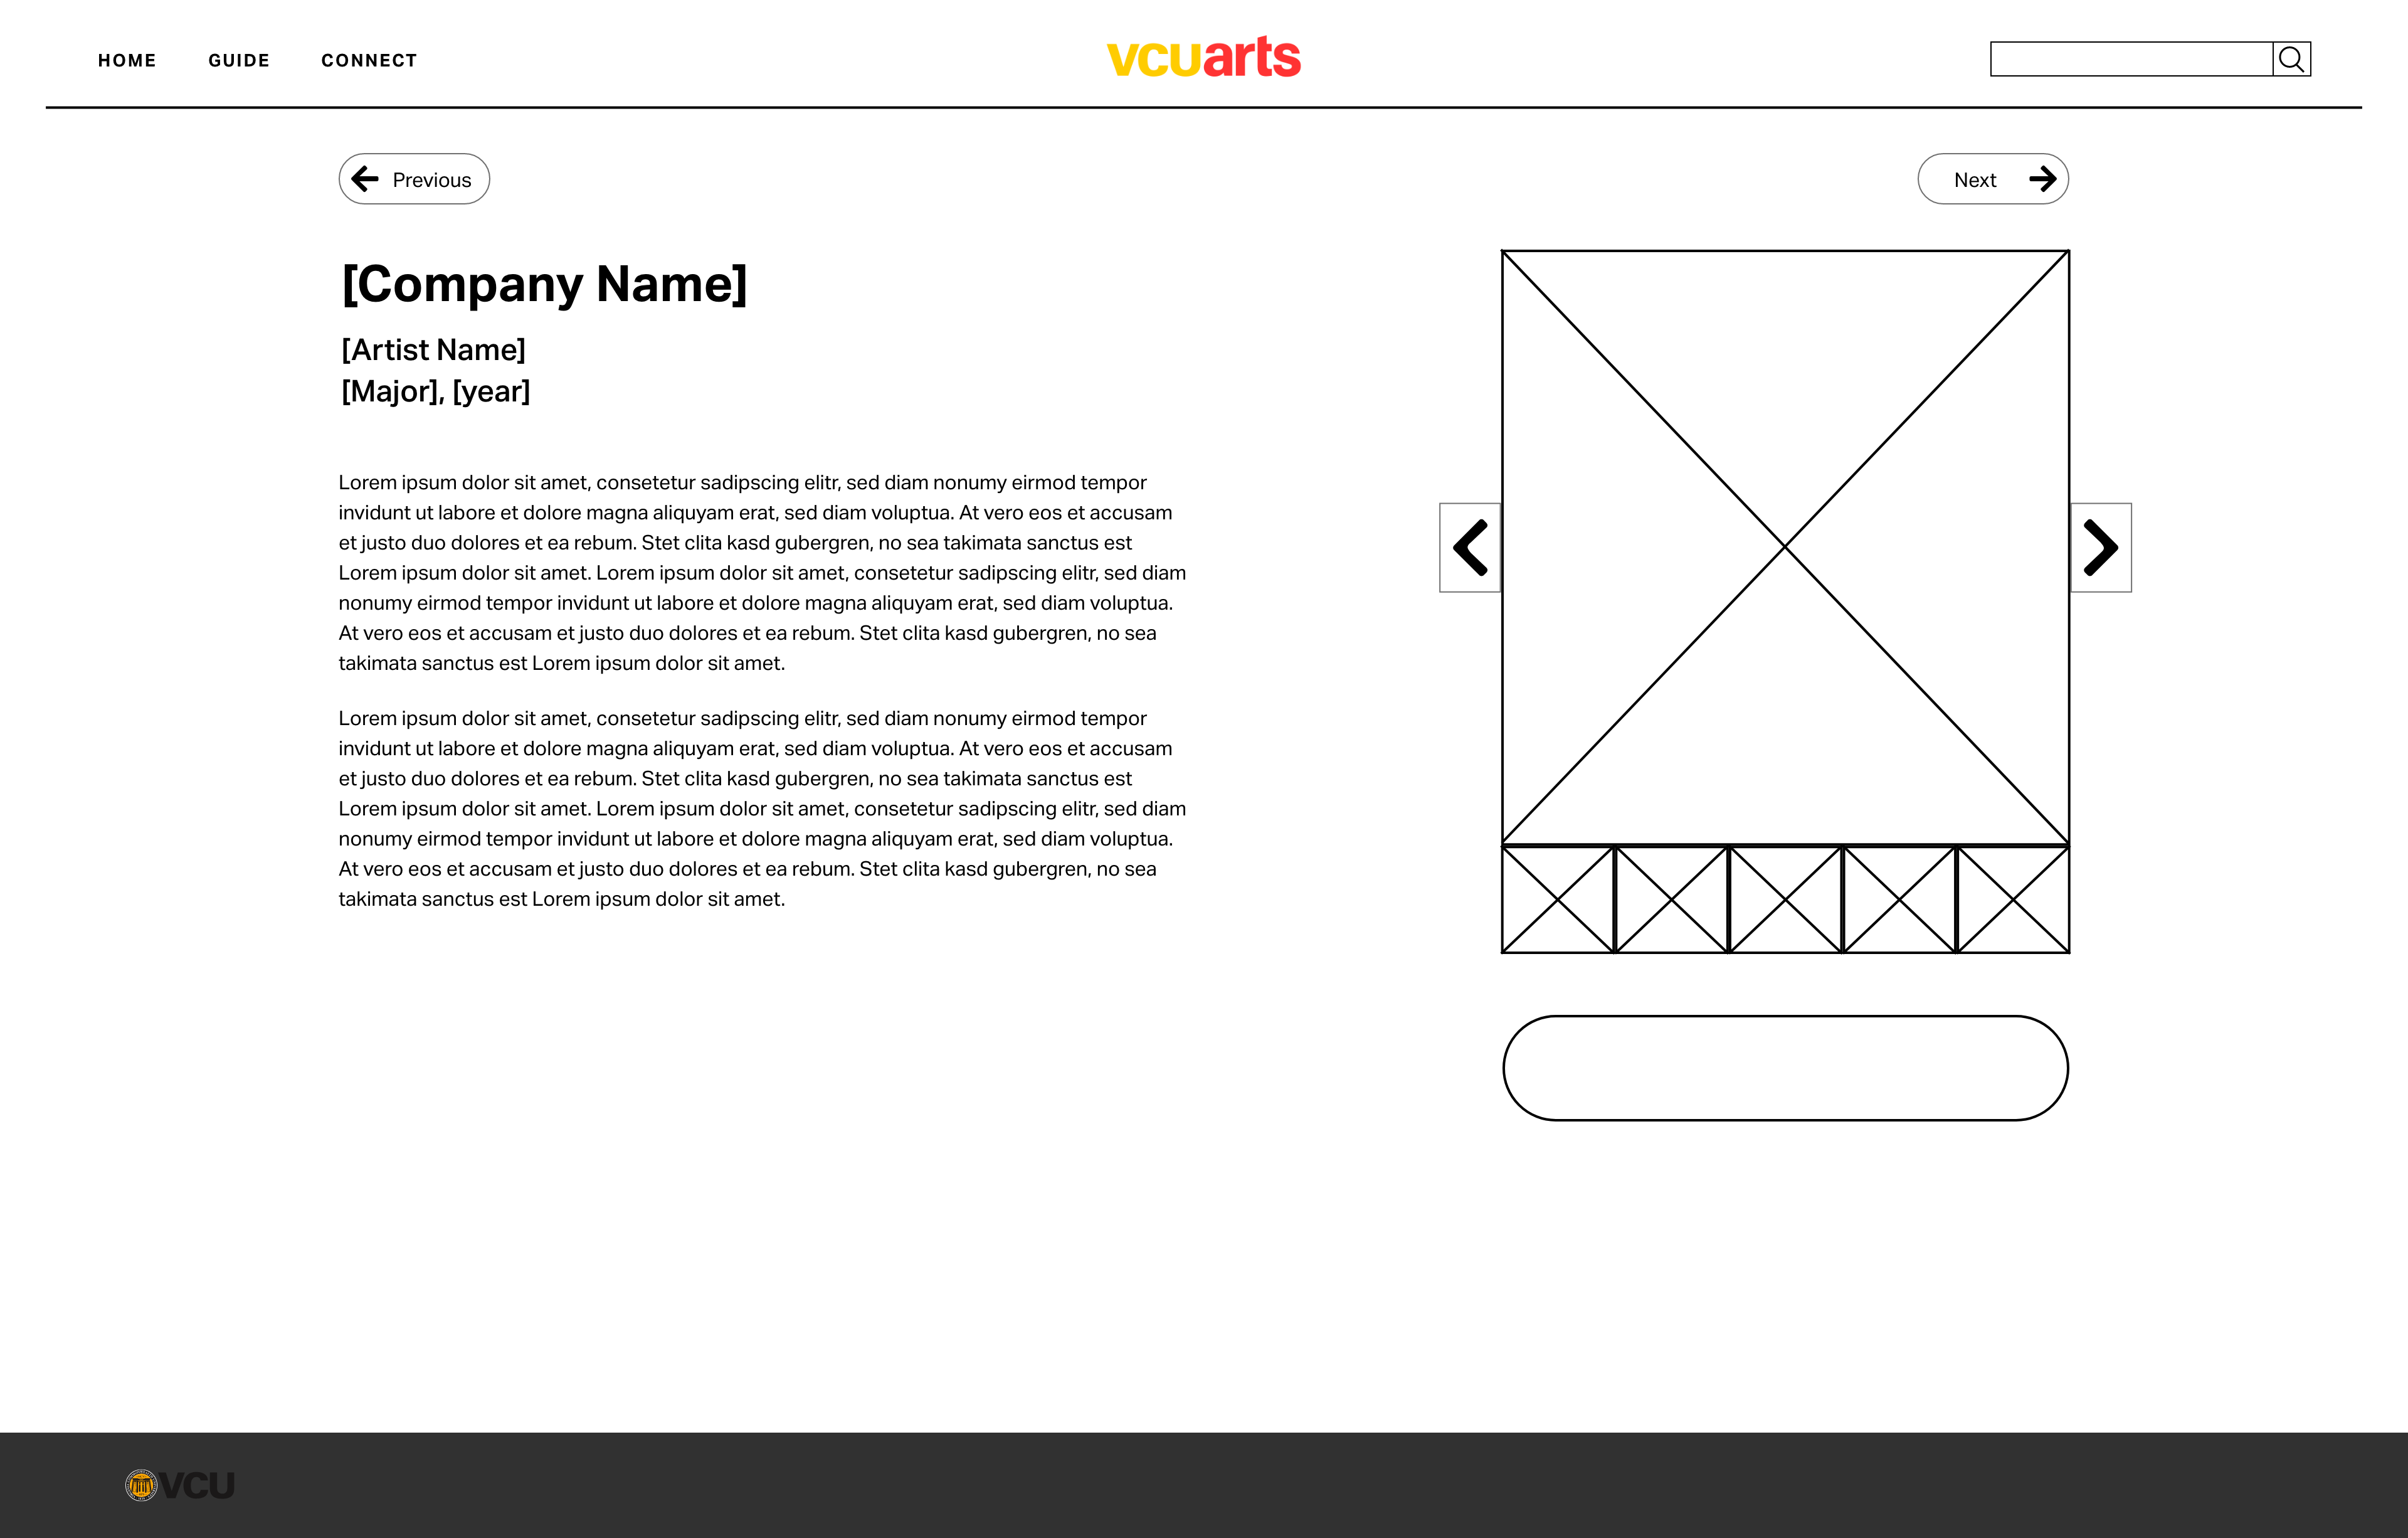 HOME GUIDE CONNECT vcuarts
Previous Next
[Company Name]
[Artist Name]
[Major], [year]
Lorem ipsum dolor sit amet, consetetur sadipscing elitr, sed diam nonumy eirmod tempor
invidunt ut labore et dolore magna aliquyam erat, sed diam voluptua. At vero eos et accusam
et justo duo dolores et ea rebum. Stet clita kasd gubergren, no sea takimata sanctus est
Lorem ipsum dolor sit amet. Lorem ipsum dolor sit amet, consetetur sadipscing elitr, sed diam
nonumy eirmod tempor invidunt ut labore et dolore magna aliquyam erat, sed diam voluptua.
At vero eos et accusam et justo duo dolores et ea rebum. Stet clita kasd gubergren, no sea
takimata sanctus est Lorem ipsum dolor sit amet.
Lorem ipsum dolor sit amet, consetetur sadipscing elitr, sed diam nonumy eirmod tempor
invidunt ut labore et dolore magna aliquyam erat, sed diam voluptua. At vero eos et accusam
et justo duo dolores et ea rebum. Stet clita kasd gubergren, no sea takimata sanctus est
Lorem ipsum dolor sit amet. Lorem ipsum dolor sit amet, consetetur sadipscing elitr, sed diam
nonumy eirmod tempor invidunt ut labore et dolore magna aliquyam erat, sed diam voluptua.
At vero eos et accusam et justo duo dolores et ea rebum. Stet clita kasd gubergren, no sea
takimata sanctus est Lorem ipsum dolor sit amet.
VCU